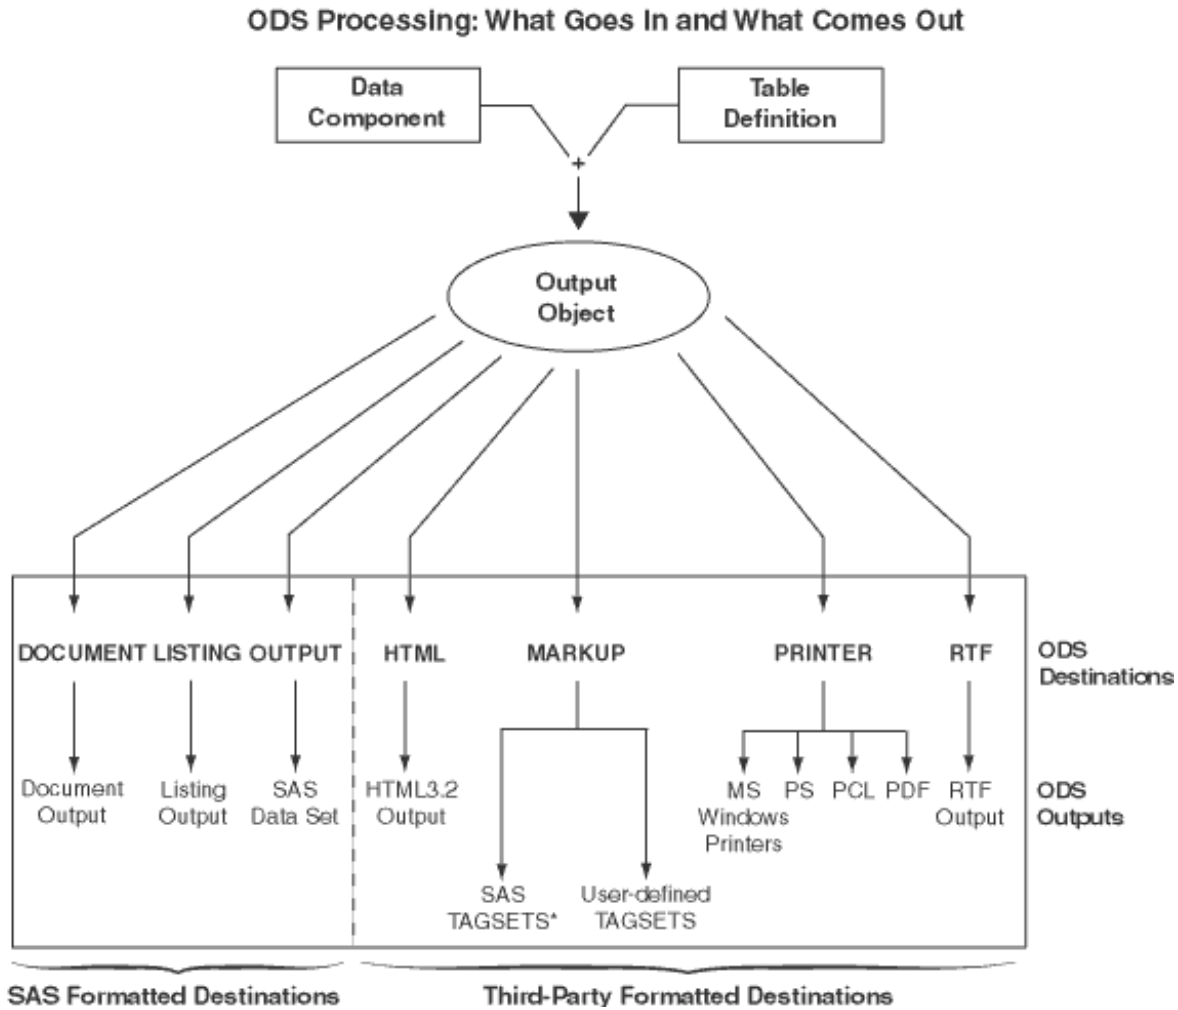 ODS Processing: What Goes In and What Comes Out
Data
Component
Table
Definition
+
Output
Object
DOCUMENT LISTING OUTPUT HTML MARKUP PRINTER RTF
ODS
Destinations
Document
Output
Listing
Output
SAS
Data Set
HTML3.2
Output
MS
Windows
Printers
PS
PCL
PDF
RTF
Output
ODS
Outputs
SAS
TAGSETS*
User-defined
TAGSETS
SAS Formatted Destinations
Third-Party Formatted Destinations